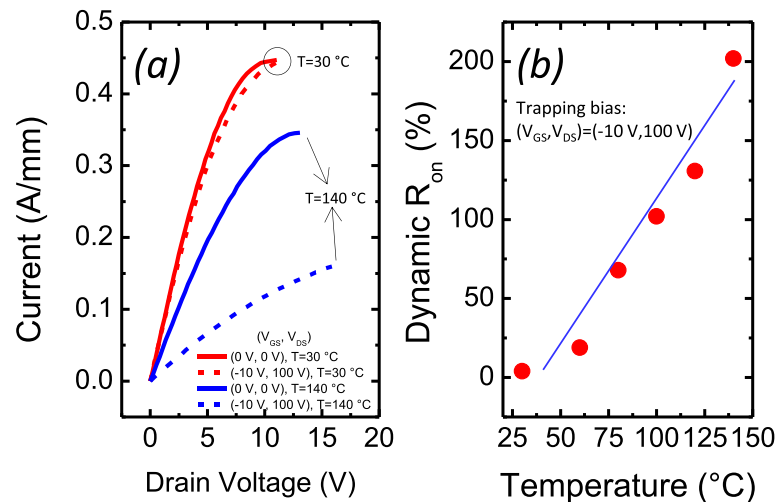 (a)
0.5
0.4
0.3
0.2
0.1
0.0
Current (A/mm)
T=30 °C
T=140 °C
(V_GS, V_DS)
(0 V, 0 V), T=30 °C
(-10 V, 100 V), T=30 °C
(0 V, 0 V), T=140 °C
(-10 V, 100 V), T=140 °C
0 5 10 15 20
Drain Voltage (V)
(b)
200
150
100
50
0
Dynamic R_on (%)
Trapping bias:
(V_GS,V_DS)=(-10 V,100 V)
25 50 75 100 125 150
Temperature (°C)